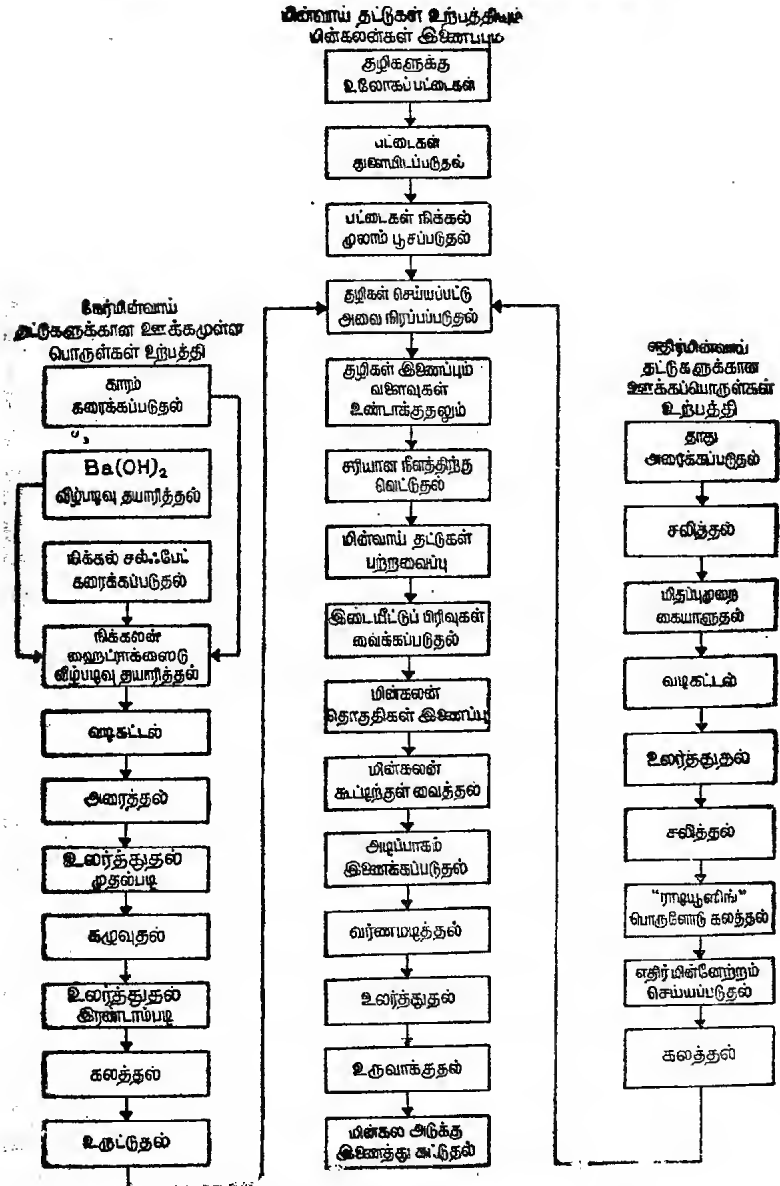 மின்வாய் தட்டுகள் உற்பத்தியும்
மின்கலன்கள் இணைப்பும்
குழிகளுக்கு
உலோகப்பட்டைகள்
பட்டைகள்
துளையிடப்படுதல்
பட்டைகள் நிக்கல்
முலாம் பூசப்படுதல்
குழிகள் செய்யப்பட்டு
அவை நிரப்பப்படுதல்
குழிகள் இணைப்பும்
வளைவுகள்
உண்டாக்குதலும்
சரியான நீளத்திற்கு
வெட்டுதல்
மின்வாய் தட்டுகள்
பற்றவைப்பு
இடையீட்டுப் பிரிவுகள்
வைக்கப்படுதல்
மின்கலன்
தொகுதிகள் இணைப்பு
மின்கலன்
கூட்டிற்குள் வைத்தல்
அடிப்பாகம்
இணைக்கப்படுதல்
வர்ணமடித்தல்
உலர்த்துதல்
உருவாக்குதல்
மின்கல அடுக்கு
இணைத்து கூட்டுதல்
நேர்மின்வாய்
தட்டுகளுக்கான ஊக்கமுள்ள
பொருள்கள் உற்பத்தி
காரம்
கரைக்கப்படுதல்
Ba(OH)₂
வீழ்படிவு தயாரித்தல்
நிக்கல் சல்ஃபேட்
கரைக்கப்படுதல்
நிக்கலன்
ஹைட்ராக்ஸைடு
வீழ்படிவு தயாரித்தல்
வடிகட்டல்
அரைத்தல்
உலர்த்துதல்
முதல்படி
கழுவுதல்
உலர்த்துதல்
இரண்டாம்படி
கலத்தல்
உருட்டுதல்
எதிர்மின்வாய்
தட்டுகளுக்கான
ஊக்கப்பொருள்கள்
உற்பத்தி
தாது
அரைக்கப்படுதல்
சலித்தல்
மிதப்புமுறை
கையாளுதல்
வடிகட்டல்
உலர்த்துதல்
சலித்தல்
"ராடியூஸிங்"
பொருளோடு கலத்தல்
எதிர்மின்னேற்றம்
செய்யப்படுதல்
கலத்தல்